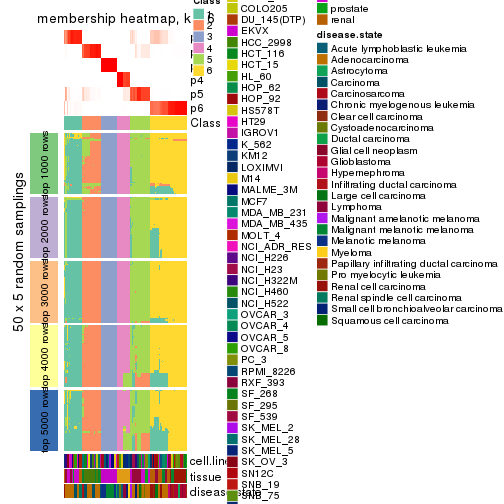 membership heatmap, k
6
p4
p5
p6
Class
50 x 5 random samplings
top 1000 rows
top 2000 rows
top 3000 rows
top 4000 rows
top 5000 rows
cell.line
tissue
disease.state
Class
1
2
3
4
5
6
COLO205
DU_145(DTP)
EKVX
HCC_2998
HCT_116
HCT_15
HL_60
HOP_62
HOP_92
HS578T
HT29
IGROV1
K_562
KM12
LOXIMVI
M14
MALME_3M
MCF7
MDA_MB_231
MDA_MB_435
MOLT_4
NCI_ADR_RES
NCI_H226
NCI_H23
NCI_H322M
NCI_H460
NCI_H522
OVCAR_3
OVCAR_4
OVCAR_5
OVCAR_8
PC_3
RPMI_8226
RXF_393
SF_268
SF_295
SF_539
SK_MEL_2
SK_MEL_28
SK_MEL_5
SK_OV_3
SN12C
SNB_19
SNB_75
prostate
renal
disease.state
Acute lymphoblastic leukemia
Adenocarcinoma
Astrocytoma
Carcinoma
Carcinosarcoma
Chronic myelogenous leukemia
Clear cell carcinoma
Cystoadenocarcinoma
Ductal carcinoma
Glial cell neoplasm
Glioblastoma
Hypernephroma
Infiltrating ductal carcinoma
Large cell carcinoma
Lymphoma
Malignant amelanotic melanoma
Malignant melanotic melanoma
Melanotic melanoma
Myeloma
Papillary infiltrating ductal carcinoma
Pro myelocytic leukemia
Renal cell carcinoma
Renal spindle cell carcinoma
Small cell bronchioalveolar carcinoma
Squamous cell carcinoma